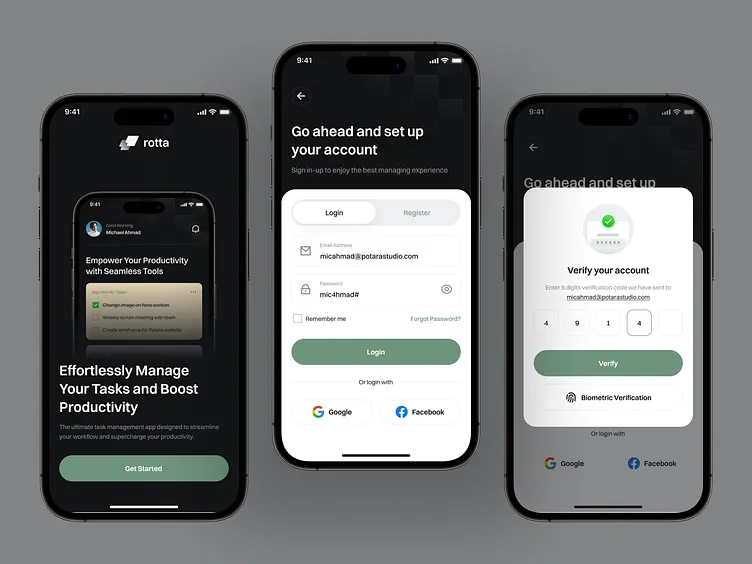 9:41
rotta
9:41
Good Morning,
Michael Ahmad
Empower Your Productivity
with Seamless Tools
High Priority Tasks
Change image on hero section
Weekly scrum meeting with team
Create wireframe for Potara website
Effortlessly Manage
Your Tasks and Boost
Productivity
The ultimate task management app designed to streamline
your workflow and supercharge your productivity.
Get Started
9:41
Go ahead and set up
your account
Sign in-up to enjoy the best managing experience
Login
Register
Email Address
micahmad@potarastudio.com
Password
mic4hmad#
Remember me
Forgot Password?
Login
Or login with
Google
Facebook
9:41
Go ahead and set up
XXXXXX
Verify your account
Enter 5 digits verification code we have sent to
micahmad@potarastudio.com
4 9 1 4
Verify
Biometric Verification
Or login with
Google
Facebook